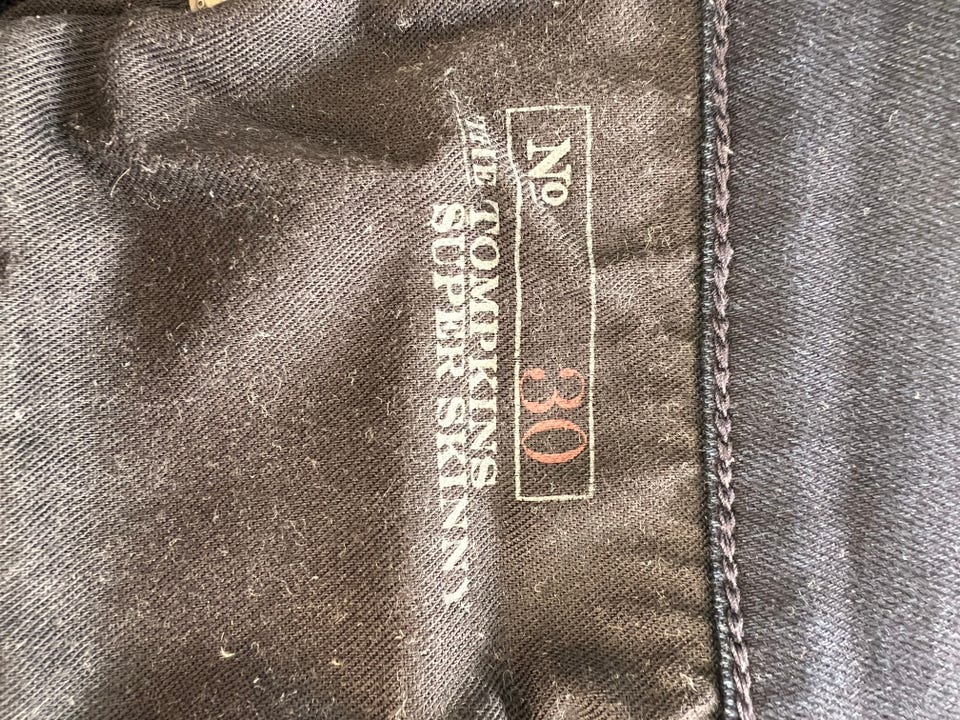 No 30
THE TOMPKINS
SUPER SKINNY